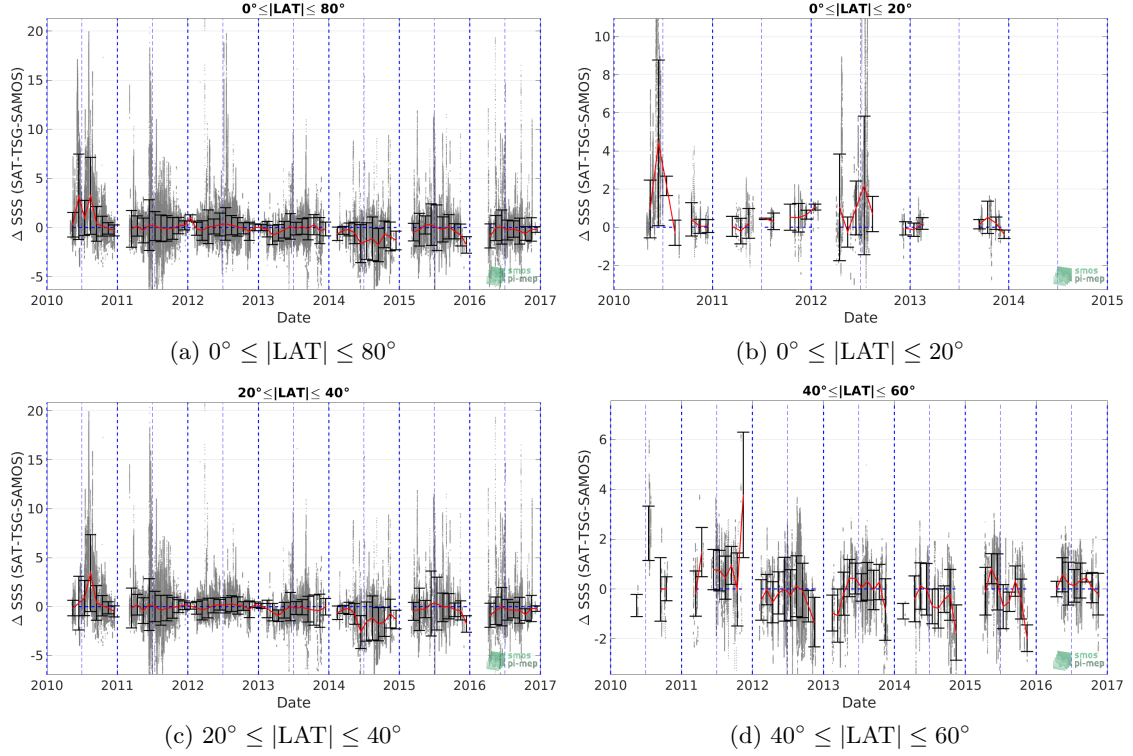 0°≤|LAT|≤ 80°
Δ SSS (SAT-TSG-SAMOS)
20
15
10
5
0
-5
2010 2011 2012 2013 2014 2015 2016 2017
Date
smos
pi-mep
(a) 0° ≤ |LAT| ≤ 80°
0°≤|LAT|≤ 20°
Δ SSS (SAT-TSG-SAMOS)
10
8
6
4
2
0
-2
2010 2011 2012 2013 2014 2015
Date
smos
pi-mep
(b) 0° ≤ |LAT| ≤ 20°
20°≤|LAT|≤ 40°
Δ SSS (SAT-TSG-SAMOS)
20
15
10
5
0
-5
2010 2011 2012 2013 2014 2015 2016 2017
Date
smos
pi-mep
(c) 20° ≤ |LAT| ≤ 40°
40°≤|LAT|≤ 60°
Δ SSS (SAT-TSG-SAMOS)
6
4
2
0
-2
2010 2011 2012 2013 2014 2015 2016 2017
Date
smos
pi-mep
(d) 40° ≤ |LAT| ≤ 60°